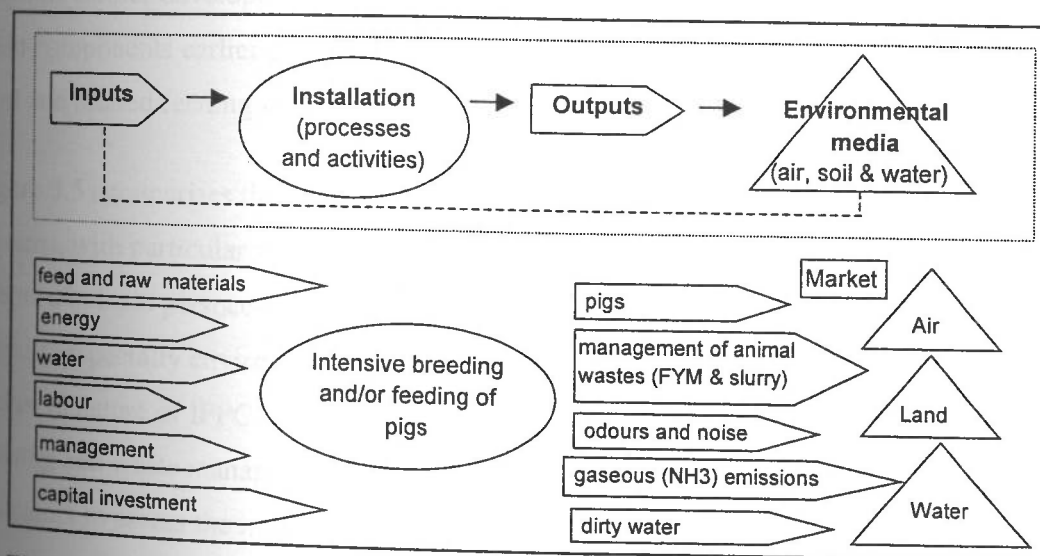 Inputs
Installation
(processes
and activities)
Outputs
Environmental
media
(air, soil & water)
feed and raw materials
energy
water
labour
management
capital investment
Intensive breeding
and/or feeding of
pigs
pigs
management of animal
wastes (FYM & slurry)
odours and noise
gaseous (NH3) emissions
dirty water
Market
Air
Land
Water